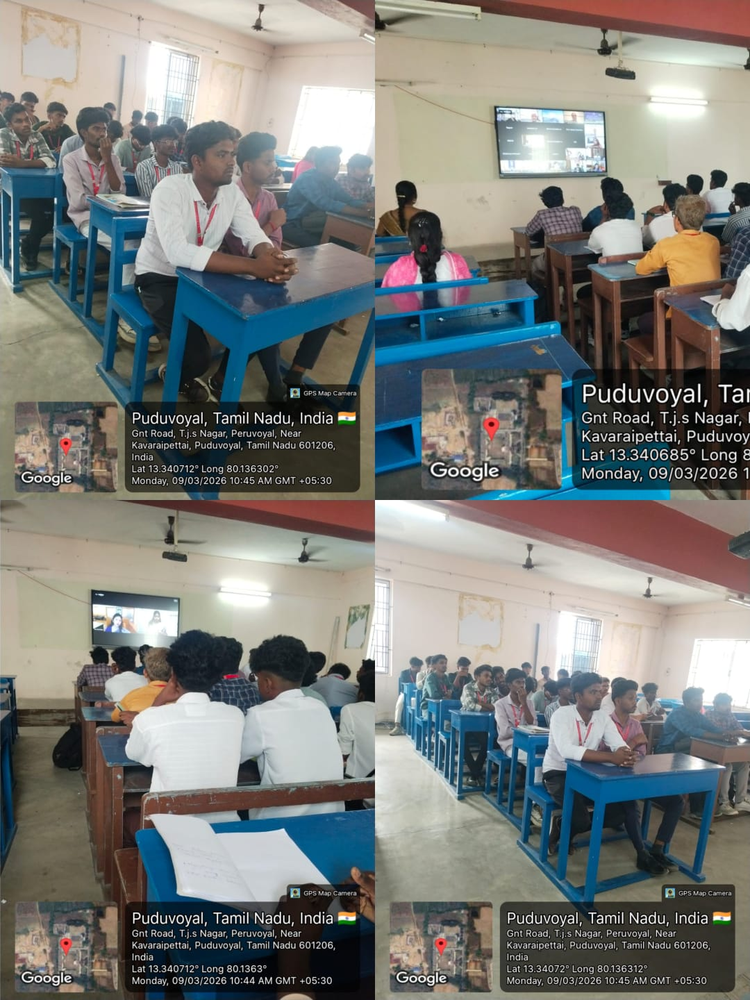 GPS Map Camera
Puduvoyal, Tamil Nadu, India
Gnt Road, T.j.s Nagar, Peruvoyal, Near
Kavaraipettai, Puduvoyal, Tamil Nadu 601206,
India
Lat 13.340712° Long 80.136302°
Monday, 09/03/2026 10:45 AM GMT +05:30
Google
Puduvoyal, Ta
Gnt Road, T.j.s Nagar,
Kavaraipettai, Puduvoy
Lat 13.340685° Long 8
Monday, 09/03/2026 1
Google
GPS Map Camera
Puduvoyal, Tamil Nadu, India
Gnt Road, T.j.s Nagar, Peruvoyal, Near
Kavaraipettai, Puduvoyal, Tamil Nadu 601206,
India
Lat 13.340712° Long 80.1363°
Monday, 09/03/2026 10:44 AM GMT +05:30
Google
GPS Map Camera
Puduvoyal, Tamil Nadu, India
Gnt Road, T.j.s Nagar, Peruvoyal, Near
Kavaraipettai, Puduvoyal, Tamil Nadu 601206,
India
Lat 13.34072° Long 80.136312°
Monday, 09/03/2026 10:45 AM GMT +05:30
Google